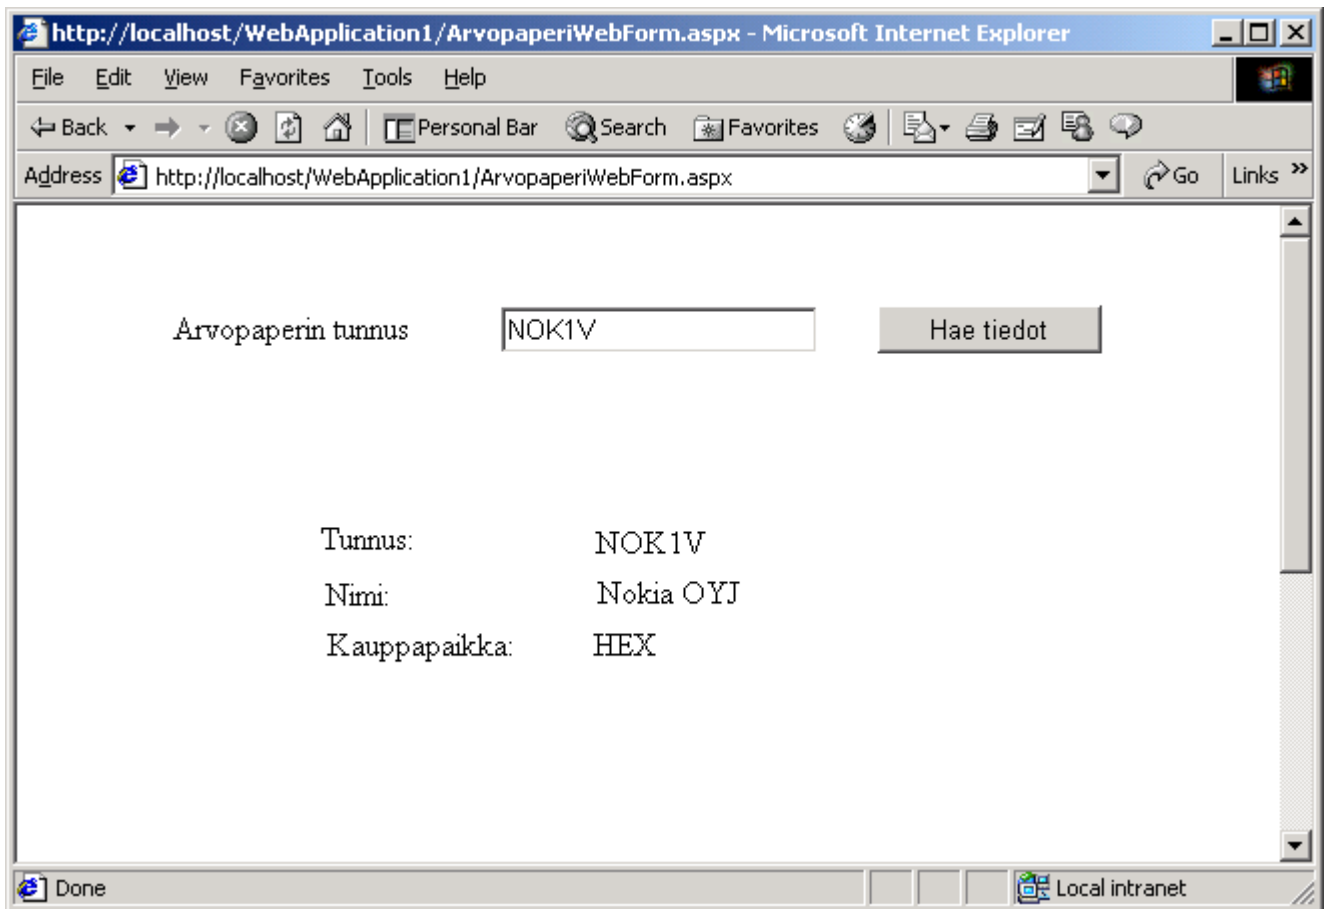 http://localhost/WebApplication1/ArvopaperiWebForm.aspx - Microsoft Internet Explorer
File Edit View Favorites Tools Help
Back Personal Bar Search Favorites
Address http://localhost/WebApplication1/ArvopaperiWebForm.aspx Go Links »
Arvopaperin tunnus NOK1V Hae tiedot
Tunnus: NOK1V
Nimi: Nokia OYJ
Kauppapaikka: HEX
Done Local intranet